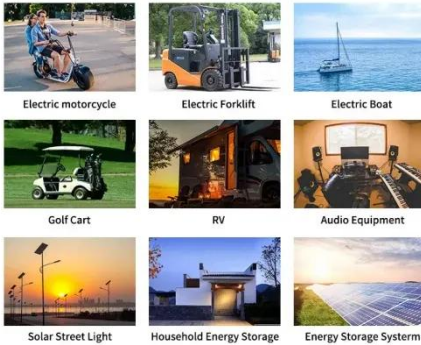 Electric motorcycle
Electric Forklift
Electric Boat
Golf Cart
RV
Audio Equipment
Solar Street Light
Household Energy Storage
Energy Storage Systerm